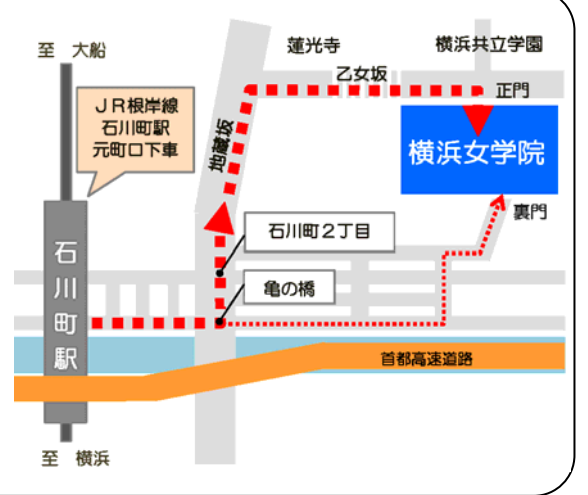 至 大船
蓮光寺
横浜共立学園
乙女坂
正門
JR根岸線
石川町駅
元町口下車
地蔵坂
横浜女学院
裏門
石川町2丁目
亀の橋
石川町駅
首都高速道路
至 横浜